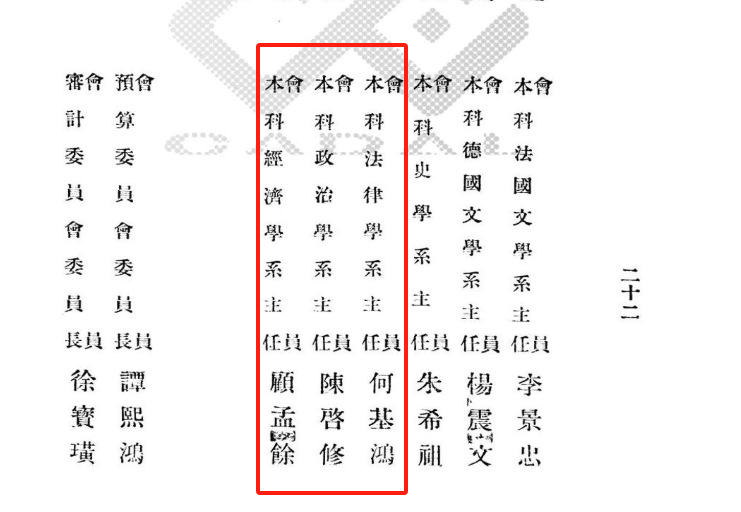 二十二
會員本科法國文學系主任李景忠
會員本科德國文學系主任楊震文
會員本科史學系主任朱希祖
會員本科法律學系主任何基鴻
會員本科政治學系主任陳啓修
會員本科經濟學系主任顧孟餘
會員預算委員會委員長譚熙鴻
會員審計委員會委員長徐寶璜
CADAL